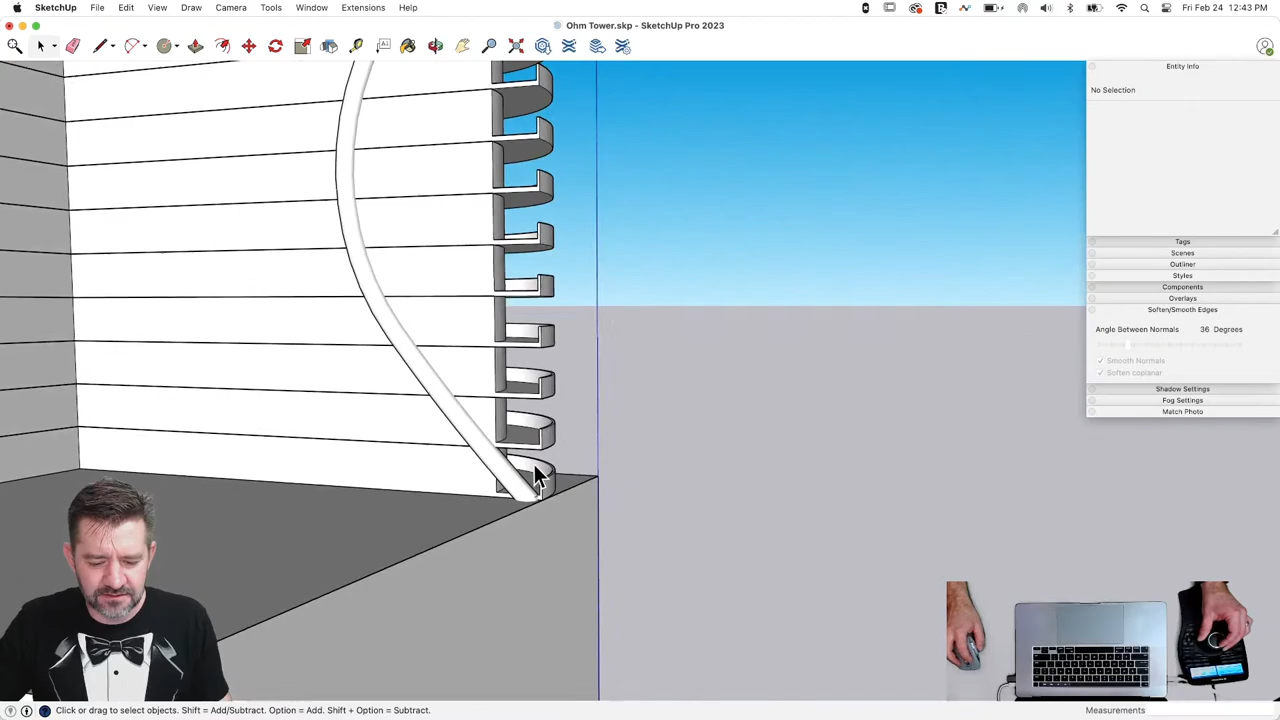 SketchUp File Edit View Draw Camera Tools Window Extensions Help
Fri Feb 24 12:43 PM
Ohm Tower.skp - SketchUp Pro 2023
Entity Info
No Selection
Tags
Scenes
Outliner
Styles
Components
Overlays
Soften/Smooth Edges
Angle Between Normals 36 Degrees
Smooth Normals
Soften coplanar
Shadow Settings
Fog Settings
Match Photo
Click or drag to select objects. Shift = Add/Subtract. Option = Add. Shift + Option = Subtract.
Measurements